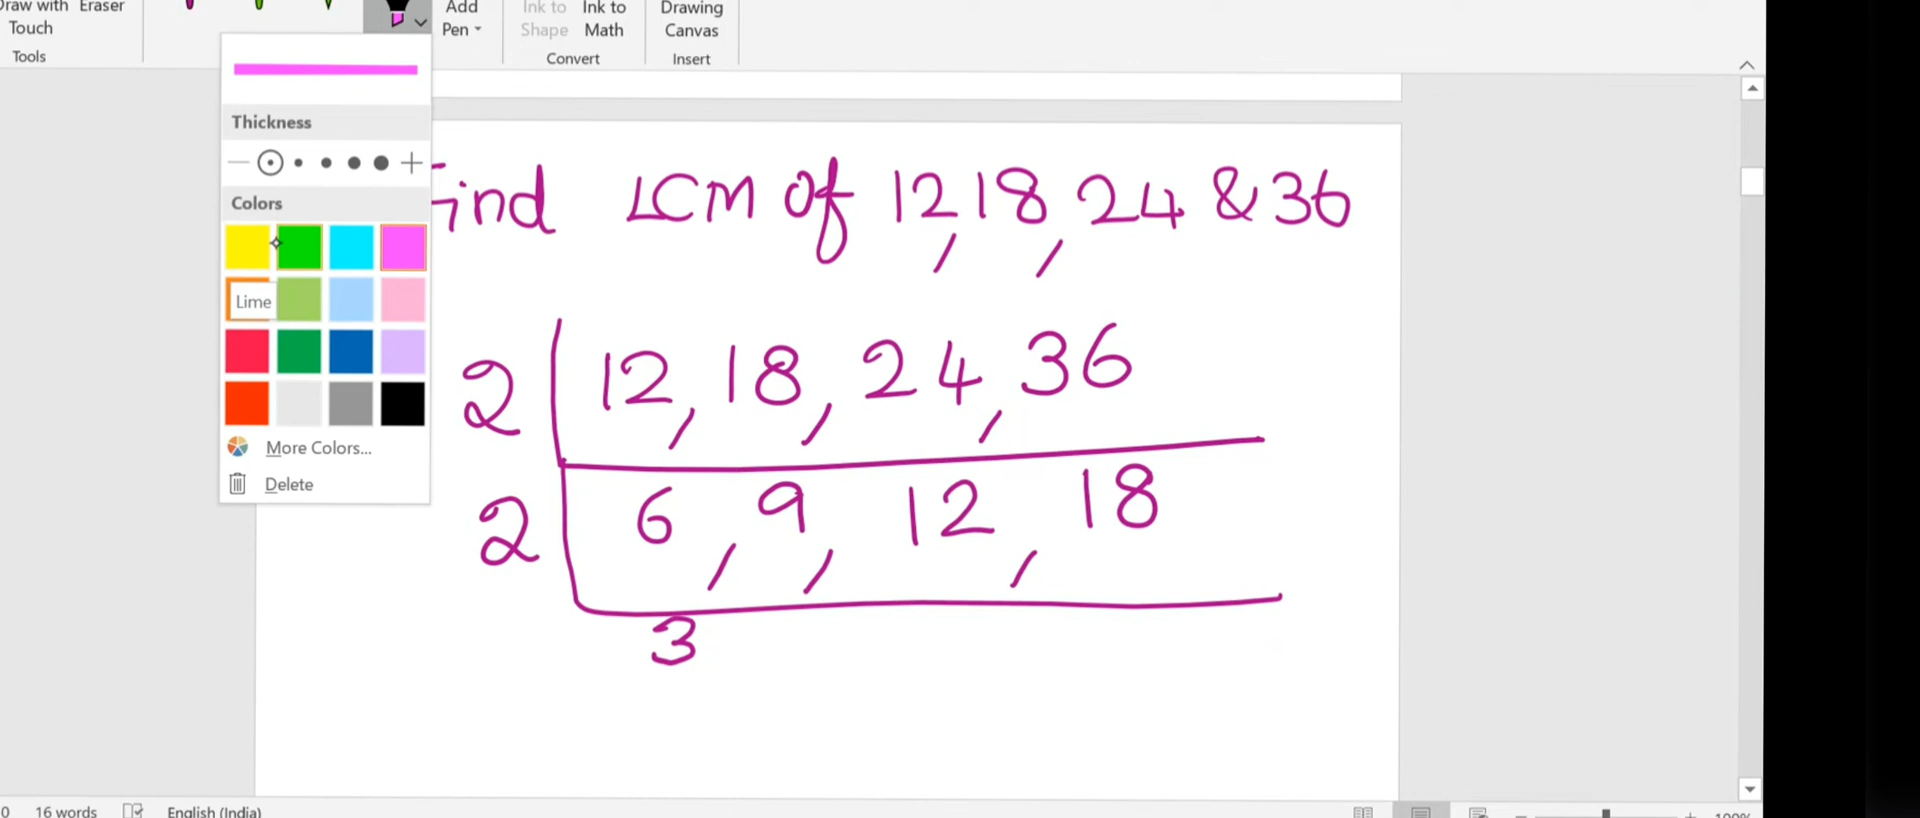 Draw with Eraser
Touch
Tools
Add
Pen
Ink to
Shape
Ink to
Math
Convert
Drawing
Canvas
Insert
Thickness
Colors
Lime
More Colors...
Delete
Find LCM of 12, 18, 24 & 36
2 12, 18, 24, 36
2 6, 9, 12, 18
3
0 16 words English (India) 100%